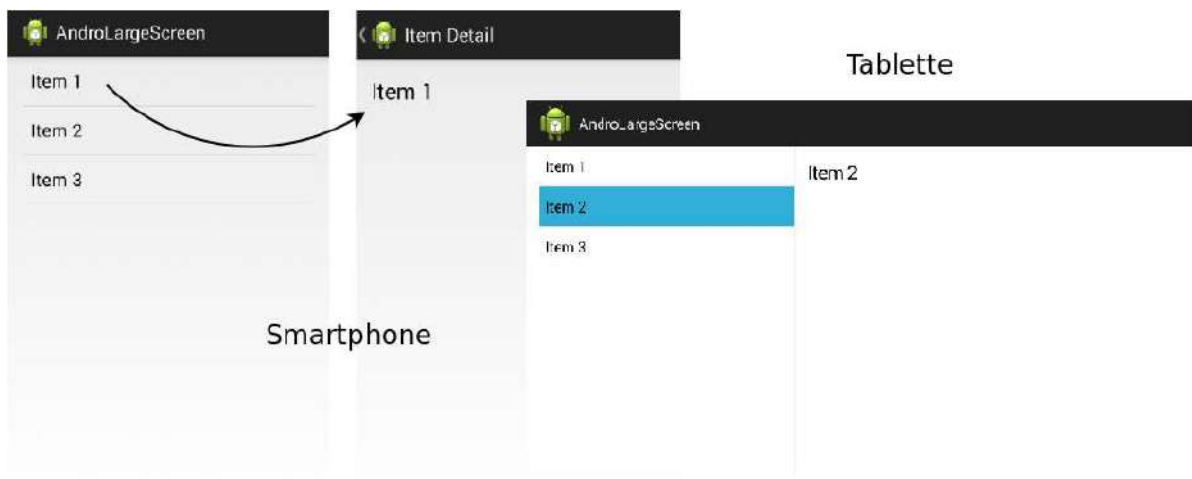 AndroLargeScreen
Item 1
Item 2
Item 3
Item Detail
Item 1
Smartphone
Tablette
AndroLargeScreen
Item 1
Item 2
Item 3
Item 2